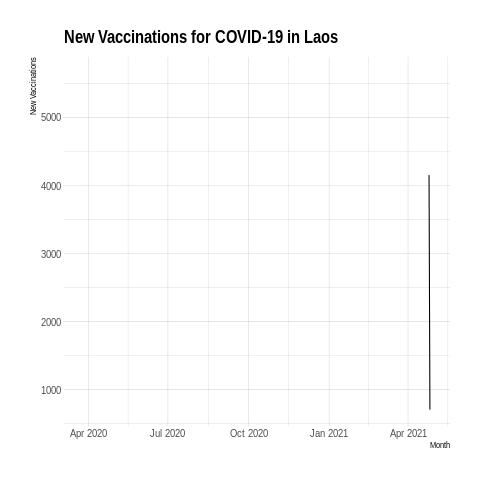 New Vaccinations for COVID-19 in Laos
New Vaccinations
5000
4000
3000
2000
1000
Apr 2020 Jul 2020 Oct 2020 Jan 2021 Apr 2021
Month